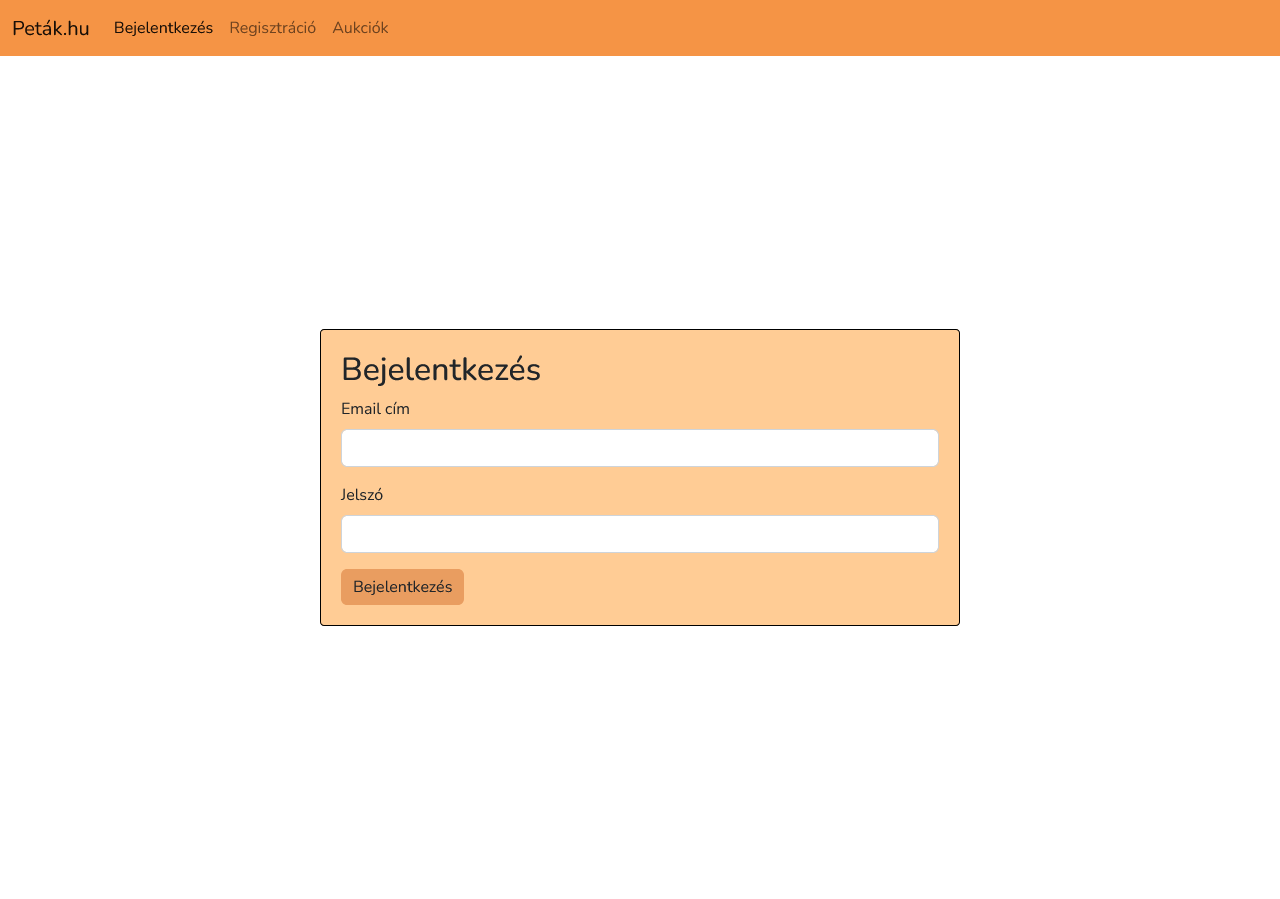 Peták.hu Bejelentkezés Regisztráció Aukciók
Bejelentkezés
Email cím
Jelszó
Bejelentkezés